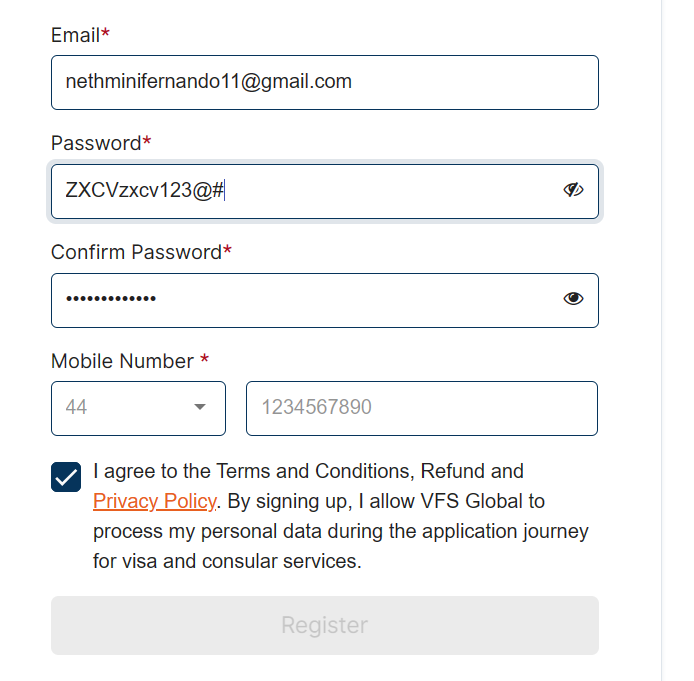 Email*
nethminifernando11@gmail.com
Password*
ZXCVzxcv123@#
Confirm Password*
•••••••••••••
Mobile Number *
44 1234567890
I agree to the Terms and Conditions, Refund and
Privacy Policy. By signing up, I allow VFS Global to
process my personal data during the application journey
for visa and consular services.
Register